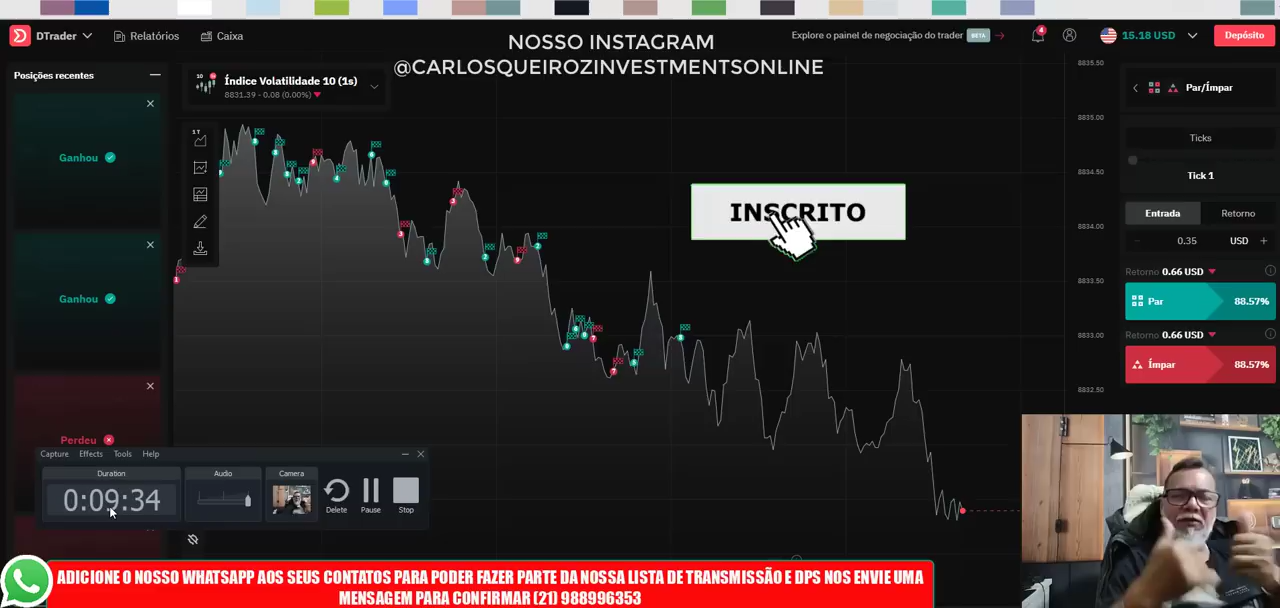 DTrader
Relatórios
Caixa
NOSSO INSTAGRAM
@CARLOSQUEIROZINVESTMENTSONLINE
Explore o painel de negociação do trader BETA
4
15.18 USD
Depósito
Posições recentes
Ganhou
Ganhou
Perdeu
10
Índice Volatilidade 10 (1s)
8831.39 - 0.08 (0.00%)
1T
INSCRITO
8835.50
8835.00
8834.50
8834.00
8833.50
8833.00
8832.50
Par/Ímpar
Ticks
Tick 1
Entrada
Retorno
0.35
USD
Retorno 0.66 USD
Par 88.57%
Retorno 0.66 USD
Ímpar 88.57%
Capture Effects Tools Help
Duration
Audio
Camera
0:09:34
Delete
Pause
Stop
ADICIONE O NOSSO WHATSAPP AOS SEUS CONTATOS PARA PODER FAZER PARTE DA NOSSA LISTA DE TRANSMISSÃO E DPS NOS ENVIE UMA
MENSAGEM PARA CONFIRMAR (21) 988996353